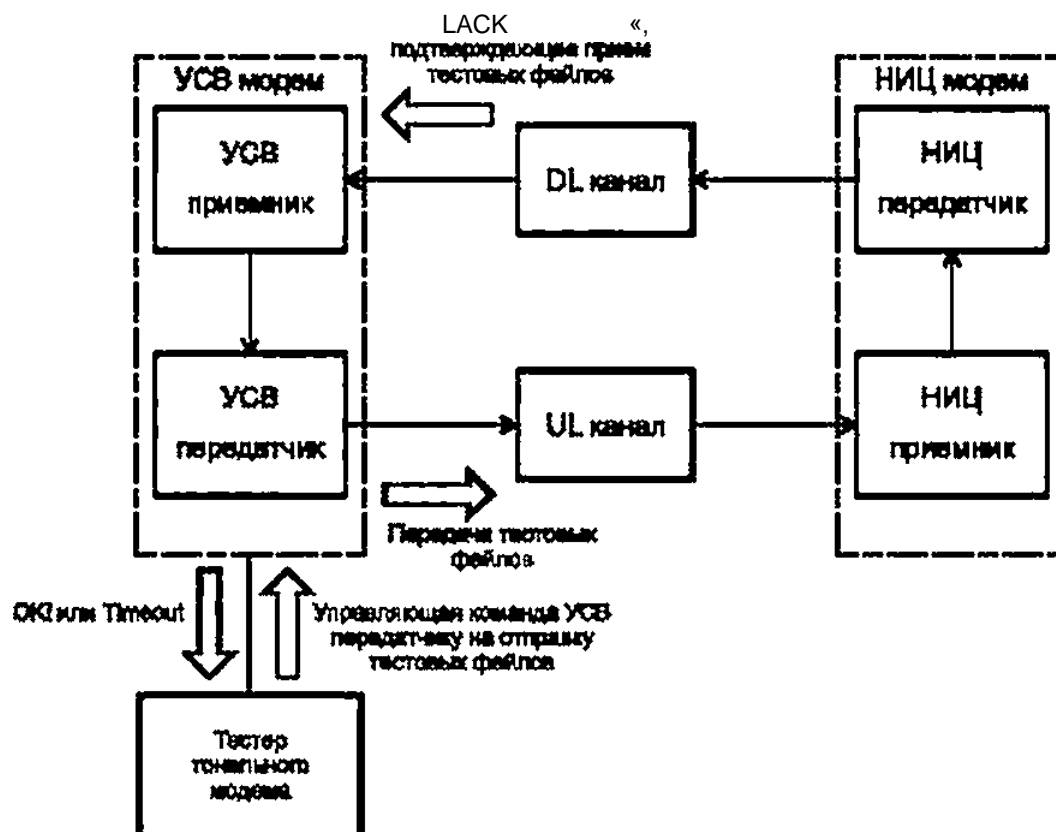 LACK «,
подтверждающие прием
тестовых файлов
УСВ модем
НИЦ модем
УСВ
приемник
DL канал
НИЦ
передатчик
УСВ
передатчик
UL канал
НИЦ
приемник
Передача тестовых
файлов
OK! или Timeout
Управляющая команда УСВ
передатчику на отправку
тестовых файлов
Тестер
тонального
модема